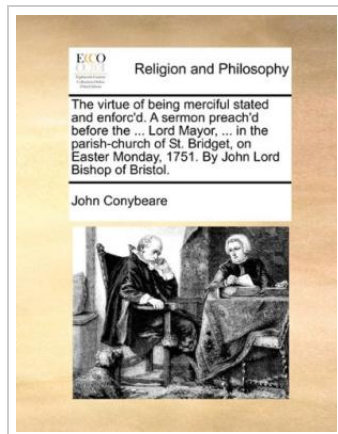 ECCO
Religion and Philosophy
The virtue of being merciful stated
and enforc'd. A sermon preach'd
before the ... Lord Mayor, ... in the
parish-church of St. Bridget, on
Easter Monday, 1751. By John Lord
Bishop of Bristol.
John Conybeare